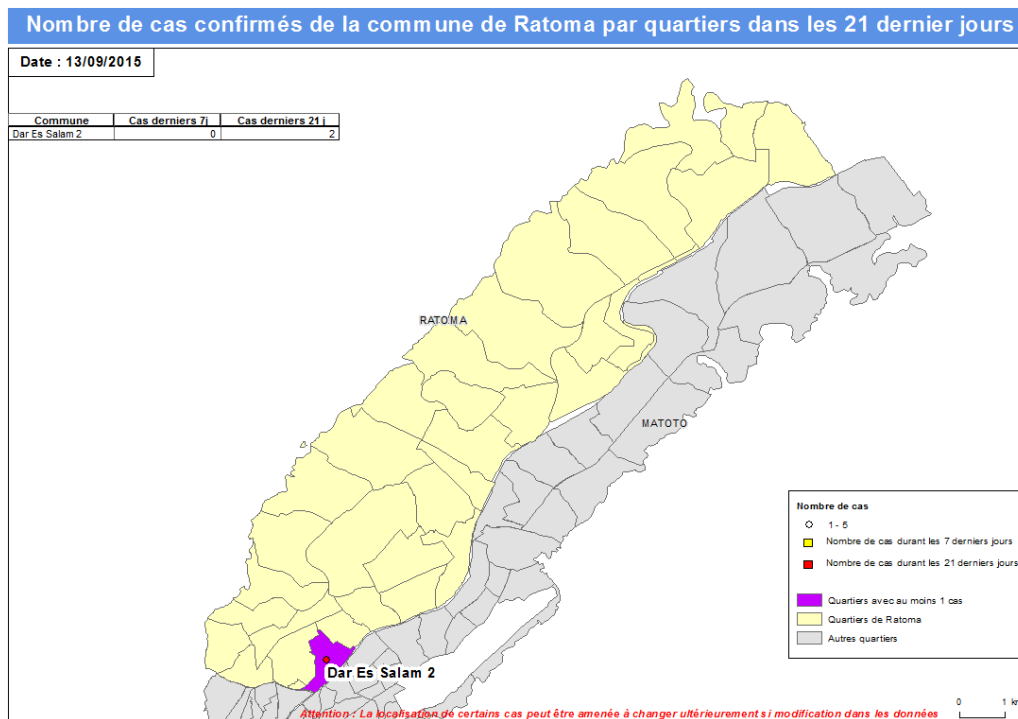 Nombre de cas confirmés de la commune de Ratoma par quartiers dans les 21 dernier jours
Date : 13/09/2015
Commune Cas derniers 7j Cas derniers 21 j
Dar Es Salam 2 0 2
RATOMA
MATOTO
Nombre de cas
1 - 5
Nombre de cas durant les 7 derniers jours
Nombre de cas durant les 21 derniers jours
Quartiers avec au moins 1 cas
Quartiers de Ratoma
Autres quartiers
Dar Es Salam 2
0 1 k
Attention : La localisation de certains cas peut être amenée à changer ultérieurement si modification dans les données